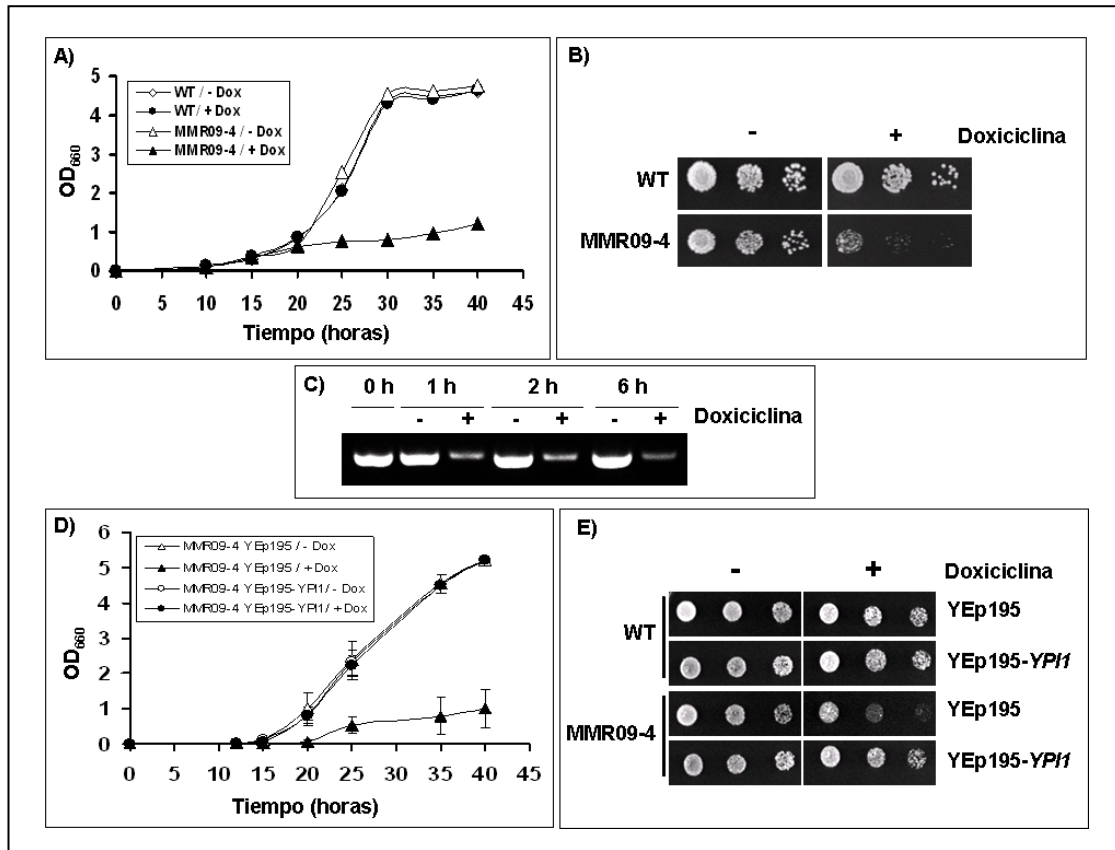 A)
5
4
3
2
1
0
OD660
WT / - Dox
WT / + Dox
MMR09-4 / - Dox
MMR09-4 / + Dox
0 5 10 15 20 25 30 35 40 45
Tiempo (horas)
B)
- + Doxiciclina
WT
MMR09-4
C)
0 h 1 h 2 h 6 h
- + - + - + Doxiciclina
D)
6
5
4
3
2
1
0
OD660
MMR09-4 YEp195 / - Dox
MMR09-4 YEp195 / + Dox
MMR09-4 YEp195-YPI1 / - Dox
MMR09-4 YEp195-YPI1 / + Dox
0 5 10 15 20 25 30 35 40 45
Tiempo (horas)
E)
- + Doxiciclina
WT
YEp195
YEp195-YPI1
MMR09-4
YEp195
YEp195-YPI1